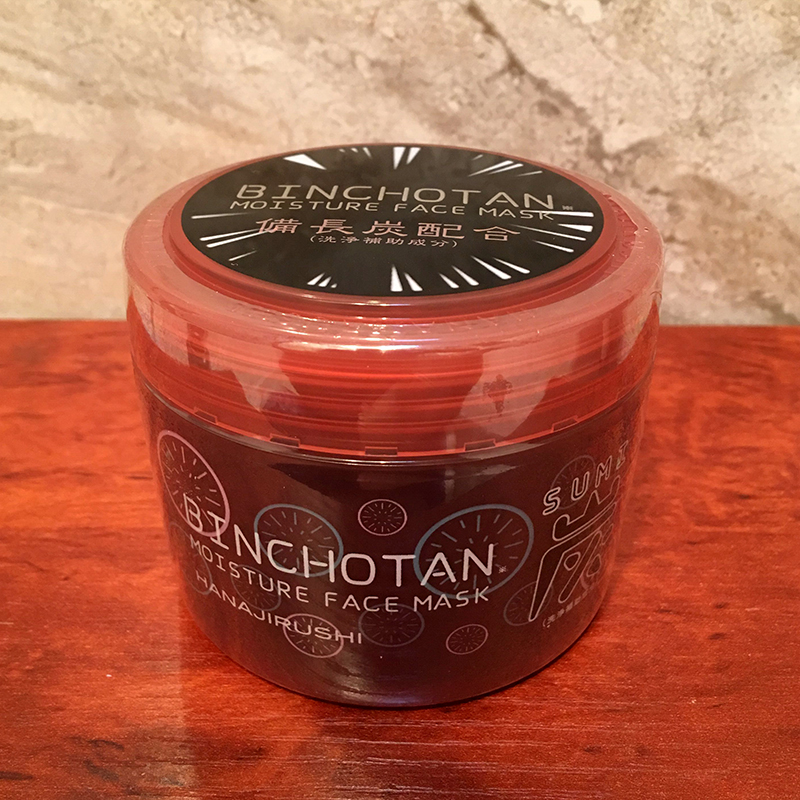 BINCHOTAN
MOISTURE FACE MASK
備長炭配合
(洗浄補助成分)
BINCHOTAN
MOISTURE FACE MASK
HANAJIRUSHI
SUMI
炭